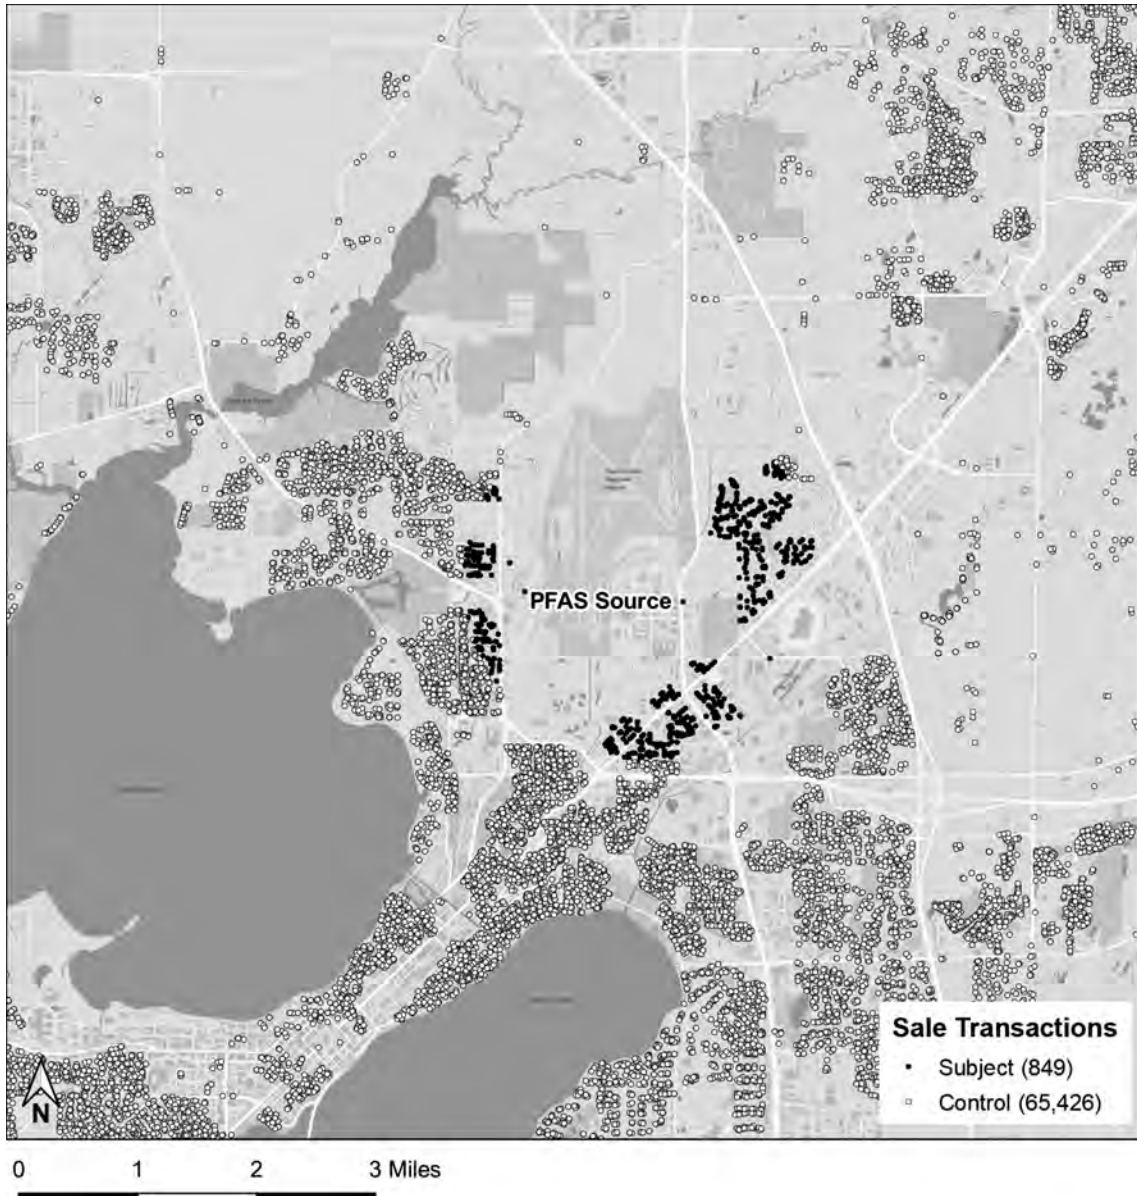 PFAS Source
Sale Transactions
Subject (849)
Control (65,426)
N
0 1 2 3 Miles